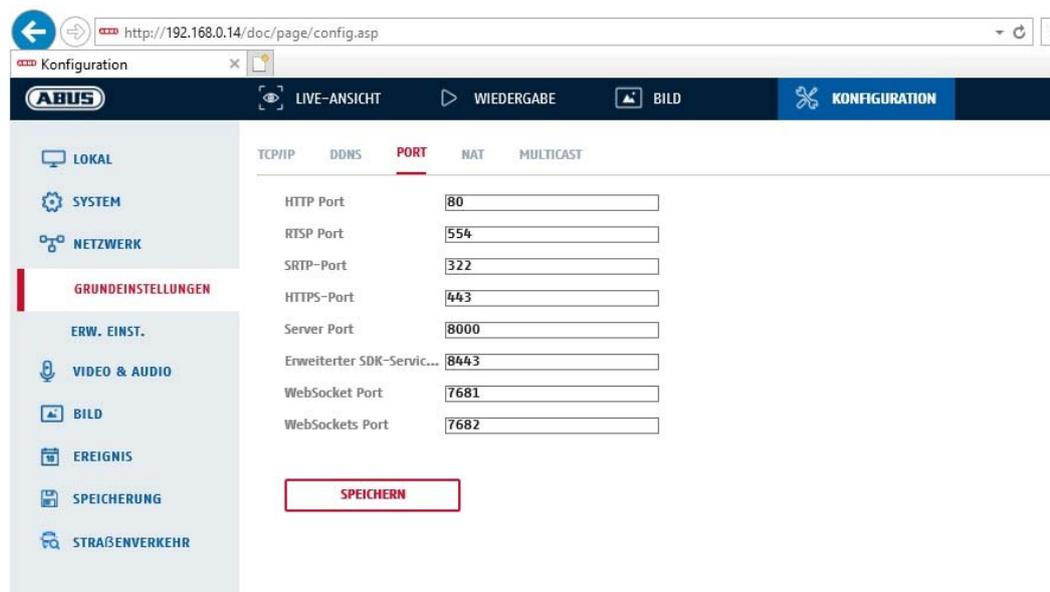 http://192.168.0.14/doc/page/config.asp
Konfiguration
ABUS LIVE-ANSICHT WIEDERGABE BILD KONFIGURATION
LOKAL
SYSTEM
NETZWERK
GRUNDEINSTELLUNGEN
ERW. EINST.
VIDEO & AUDIO
BILD
EREIGNIS
SPEICHERUNG
STRAßENVERKEHR
TCP/IP DDNS PORT NAT MULTICAST
HTTP Port 80
RTSP Port 554
SRTP-Port 322
HTTPS-Port 443
Server Port 8000
Erweiterter SDK-Servic... 8443
WebSocket Port 7681
WebSockets Port 7682
SPEICHERN